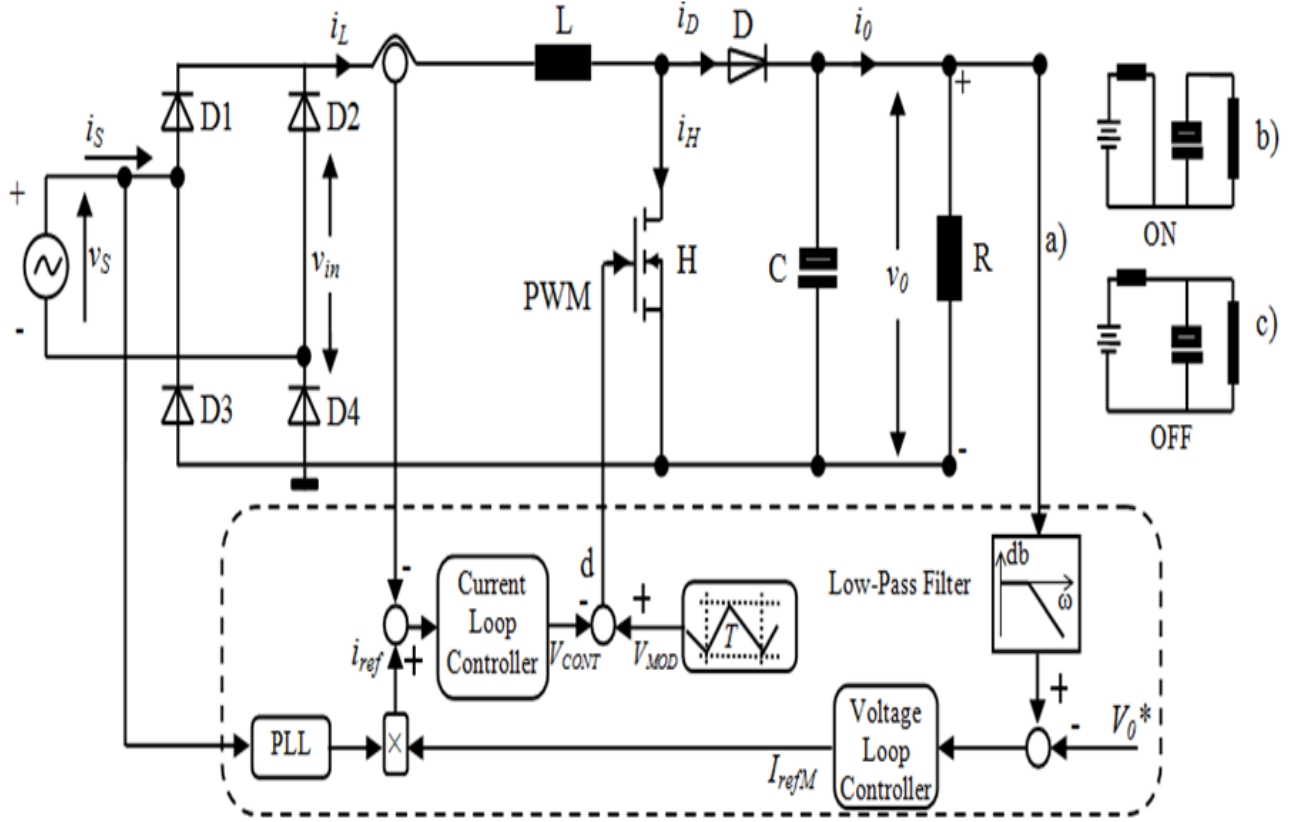 i_L
L
i_D
D
i_0
D1
D2
i_S
i_H
+
b)
+
v_S
v_in
H
C
v_0
R
a)
ON
PWM
-
c)
D3
D4
-
OFF
db
ω
Low-Pass Filter
-
d
Current
Loop
Controller
-
+
T
i_ref
+
V_CONT
V_MOD
+
-
V_0*
PLL
×
I_refM
Voltage
Loop
Controller